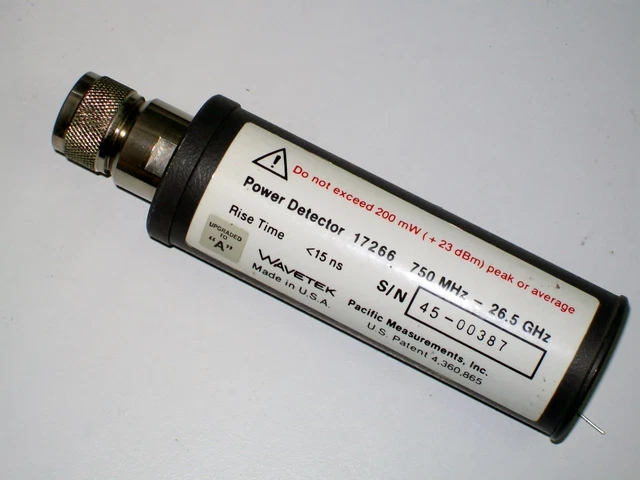 Do not exceed 200 mW (+ 23 dBm) peak or average
Power Detector 17266 750 MHz – 26.5 GHz
Rise Time <15 ns
S/N 45-00387
UPGRADED
TO
"A"
WAVETEK
Made in U.S.A.
Pacific Measurements, Inc.
U.S. Patent 4,360,865